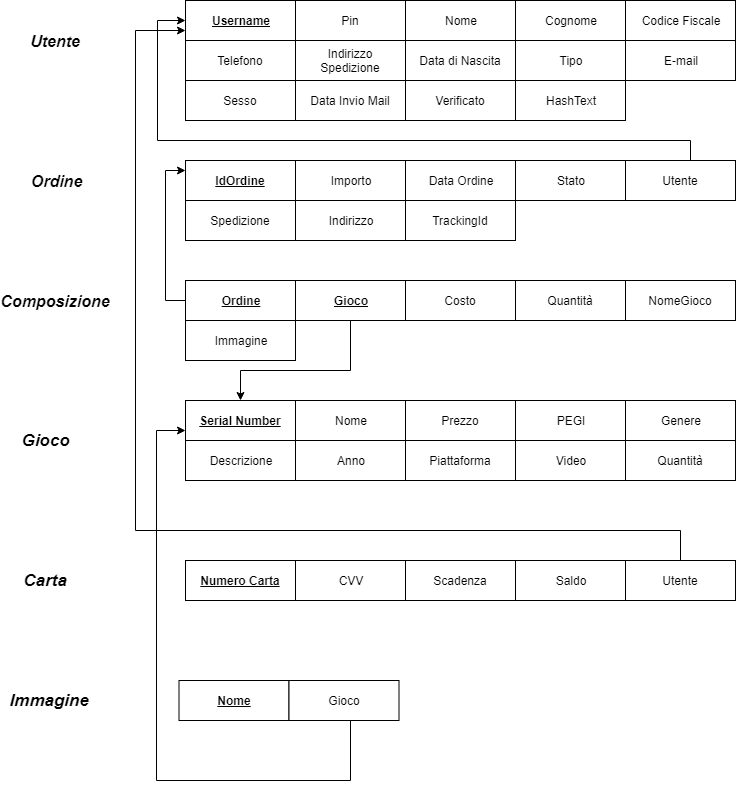 Utente
Username Pin Nome Cognome Codice Fiscale
Telefono Indirizzo Spedizione Data di Nascita Tipo E-mail
Sesso Data Invio Mail Verificato HashText
Ordine
IdOrdine Importo Data Ordine Stato Utente
Spedizione Indirizzo TrackingId
Composizione
Ordine Gioco Costo Quantità NomeGioco
Immagine
Gioco
Serial Number Nome Prezzo PEGI Genere
Descrizione Anno Piattaforma Video Quantità
Carta
Numero Carta CVV Scadenza Saldo Utente
Immagine
Nome Gioco